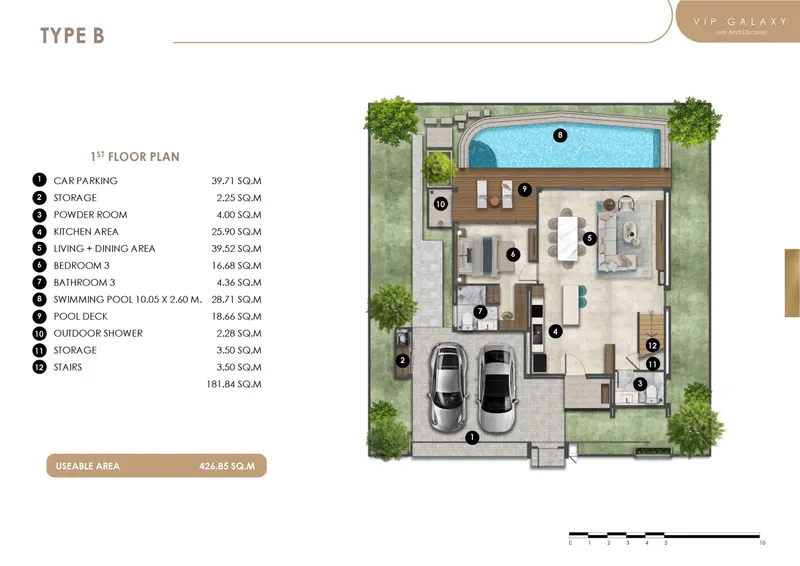 TYPE B
VIP GALAXY
Live And Discover
1ST FLOOR PLAN
1 CAR PARKING 39.71 SQ.M
2 STORAGE 2.25 SQ.M
3 POWDER ROOM 4.00 SQ.M
4 KITCHEN AREA 25.90 SQ.M
5 LIVING + DINING AREA 39.52 SQ.M
6 BEDROOM 3 16.68 SQ.M
7 BATHROOM 3 4.36 SQ.M
8 SWIMMING POOL 10.05 X 2.60 M. 28.71 SQ.M
9 POOL DECK 18.66 SQ.M
10 OUTDOOR SHOWER 2.28 SQ.M
11 STORAGE 3.50 SQ.M
12 STAIRS 3.50 SQ.M
181.84 SQ.M
USEABLE AREA 426.85 SQ.M
8
9
10
5
6
7
4
12
2
11
3
1
0 1 2 3 4 5 10